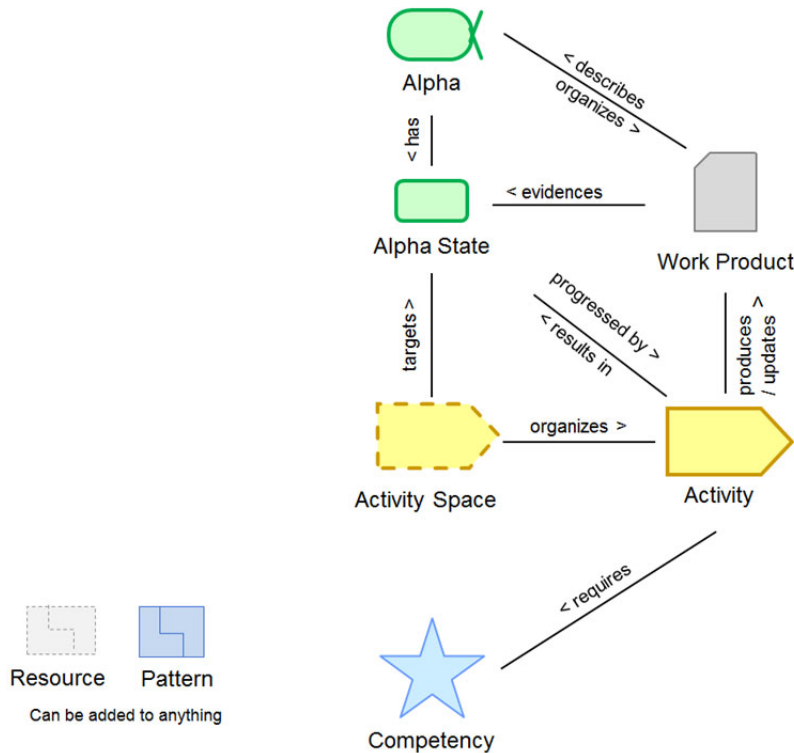 Alpha
< describes
organizes >
< has
< evidences
Alpha State
Work Product
progressed by >
< results in
targets >
produces >
/ updates
organizes >
Activity Space
Activity
< requires
Resource
Pattern
Can be added to anything
Competency